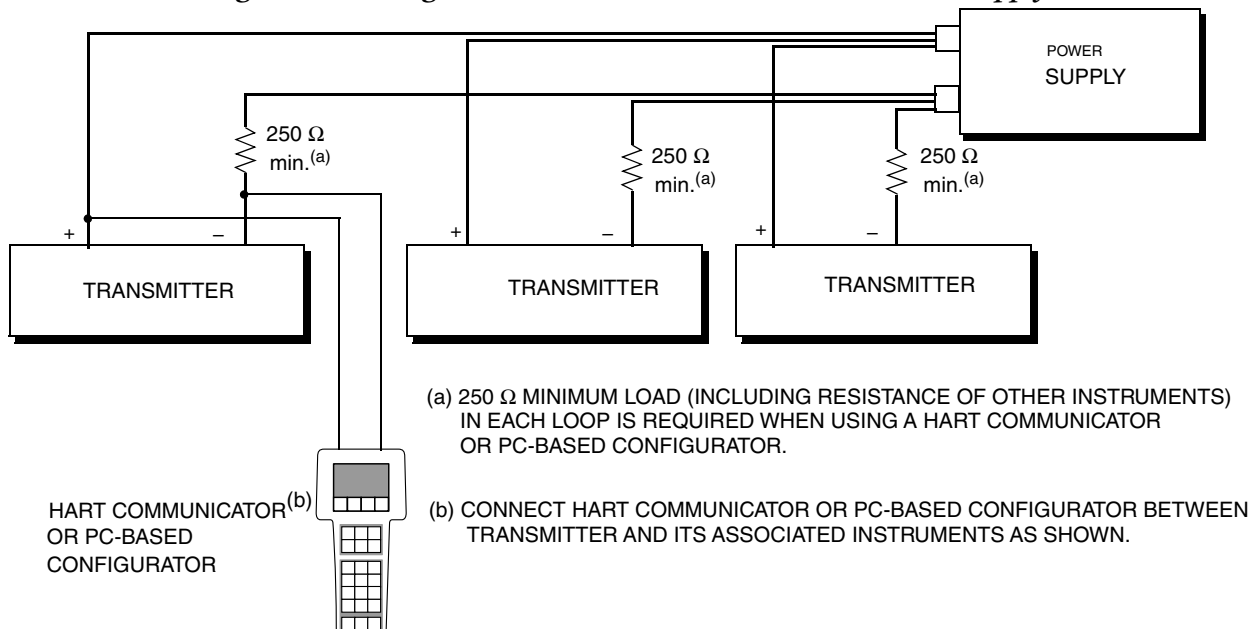 POWER
SUPPLY
250 Ω
min.(a)
250 Ω
min.(a)
250 Ω
min.(a)
+
–
+
–
+
–
TRANSMITTER
TRANSMITTER
TRANSMITTER
(a) 250 Ω MINIMUM LOAD (INCLUDING RESISTANCE OF OTHER INSTRUMENTS)
IN EACH LOOP IS REQUIRED WHEN USING A HART COMMUNICATOR
OR PC-BASED CONFIGURATOR.
HART COMMUNICATOR(b)
OR PC-BASED
CONFIGURATOR
(b) CONNECT HART COMMUNICATOR OR PC-BASED CONFIGURATOR BETWEEN
TRANSMITTER AND ITS ASSOCIATED INSTRUMENTS AS SHOWN.